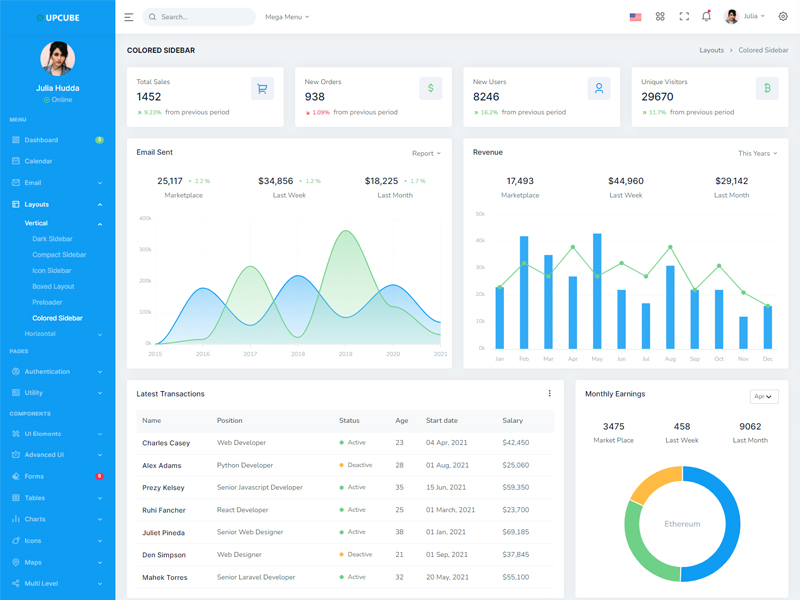 UPCUBE
Search...
Mega Menu
Julia
Julia Hudda
Online
MENU
Dashboard
Calendar
Email
Layouts
Vertical
Dark Sidebar
Compact Sidebar
Icon Sidebar
Boxed Layout
Preloader
Colored Sidebar
Horizontal
PAGES
Authentication
Utility
COMPONENTS
UI Elements
Advanced UI
Forms 8
Tables
Charts
Icons
Maps
Multi Level
COLORED SIDEBAR
Layouts > Colored Sidebar
Total Sales
1452
9.23% from previous period
New Orders
938
1.09% from previous period
New Users
8246
16.2% from previous period
Unique Visitors
29670
11.7% from previous period
Email Sent
Report
25,117 2.2 %
Marketplace
$34,856 1.2 %
Last Week
$18,225 1.7 %
Last Month
400k
300k
200k
100k
0k
2015 2016 2017 2018 2019 2020 2021
Revenue
This Years
17,493
Marketplace
$44,960
Last Week
$29,142
Last Month
50k
40k
30k
20k
10k
0k
Jan Feb Mar Apr May Jun Jul Aug Sep Oct Nov Dec
Latest Transactions
Name Position Status Age Start date Salary
Charles Casey Web Developer Active 23 04 Apr, 2021 $42,450
Alex Adams Python Developer Deactive 28 01 Aug, 2021 $25,060
Prezy Kelsey Senior Javascript Developer Active 35 15 Jun, 2021 $59,350
Ruhi Fancher React Developer Active 25 01 March, 2021 $23,700
Juliet Pineda Senior Web Designer Active 38 01 Jan, 2021 $69,185
Den Simpson Web Designer Deactive 21 01 Sep, 2021 $37,845
Mahek Torres Senior Laravel Developer Active 32 20 May, 2021 $55,100
Monthly Earnings
Apr
3475
Market Place
458
Last Week
9062
Last Month
Ethereum